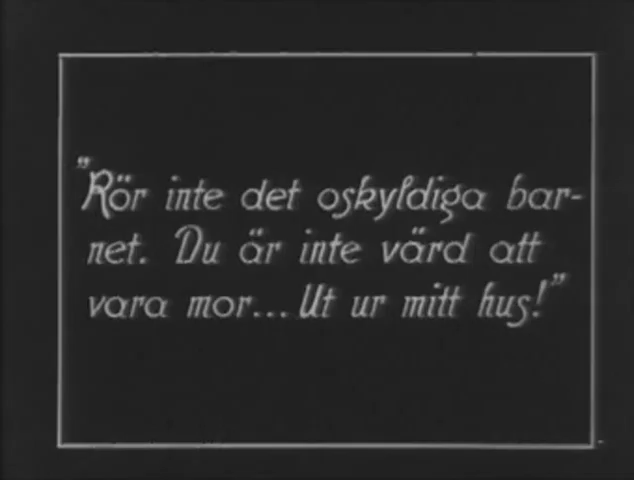 "Rör inte det oskyldiga bar-
net. Du är inte värd att
vara mor... Ut ur mitt hus!"